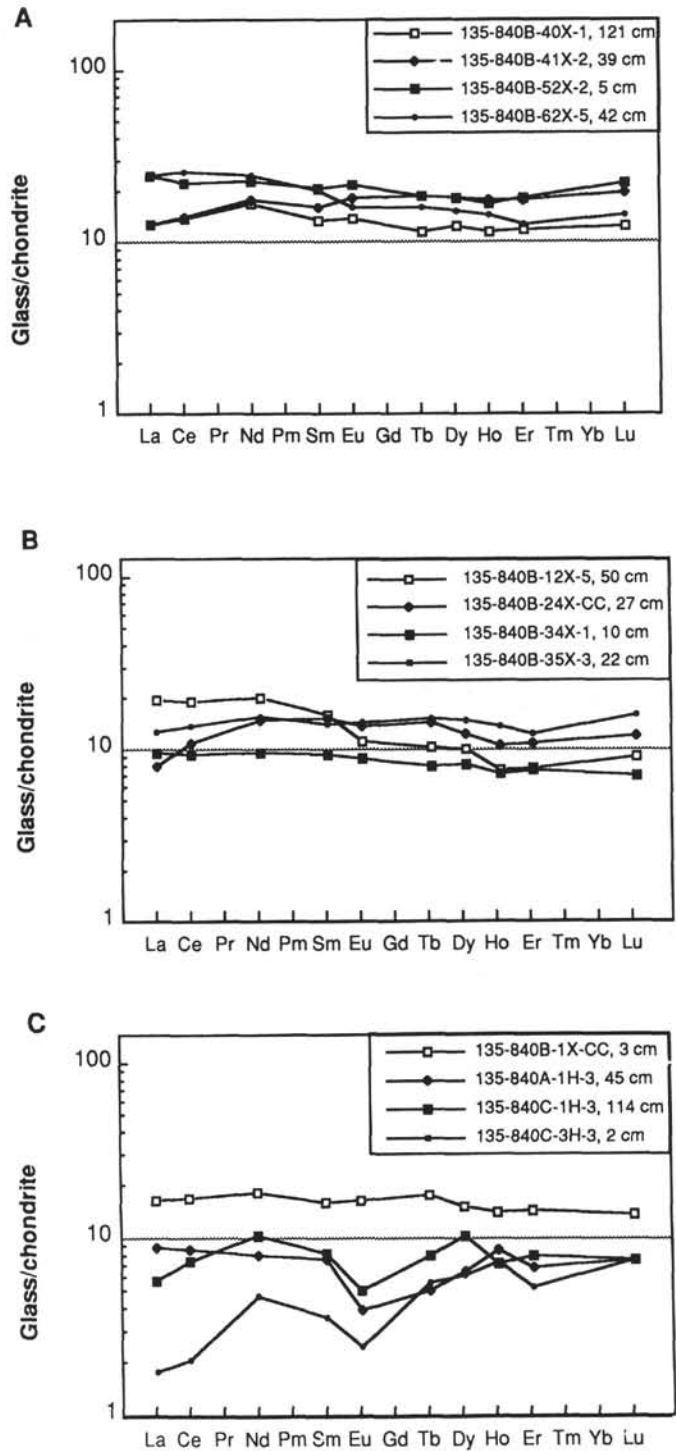 A
135-840B-40X-1, 121 cm
135-840B-41X-2, 39 cm
135-840B-52X-2, 5 cm
135-840B-62X-5, 42 cm
100
10
1
Glass/chondrite
La Ce Pr Nd Pm Sm Eu Gd Tb Dy Ho Er Tm Yb Lu
B
135-840B-12X-5, 50 cm
135-840B-24X-CC, 27 cm
135-840B-34X-1, 10 cm
135-840B-35X-3, 22 cm
100
10
1
Glass/chondrite
La Ce Pr Nd Pm Sm Eu Gd Tb Dy Ho Er Tm Yb Lu
C
135-840B-1X-CC, 3 cm
135-840A-1H-3, 45 cm
135-840C-1H-3, 114 cm
135-840C-3H-3, 2 cm
100
10
1
Glass/chondrite
La Ce Pr Nd Pm Sm Eu Gd Tb Dy Ho Er Tm Yb Lu